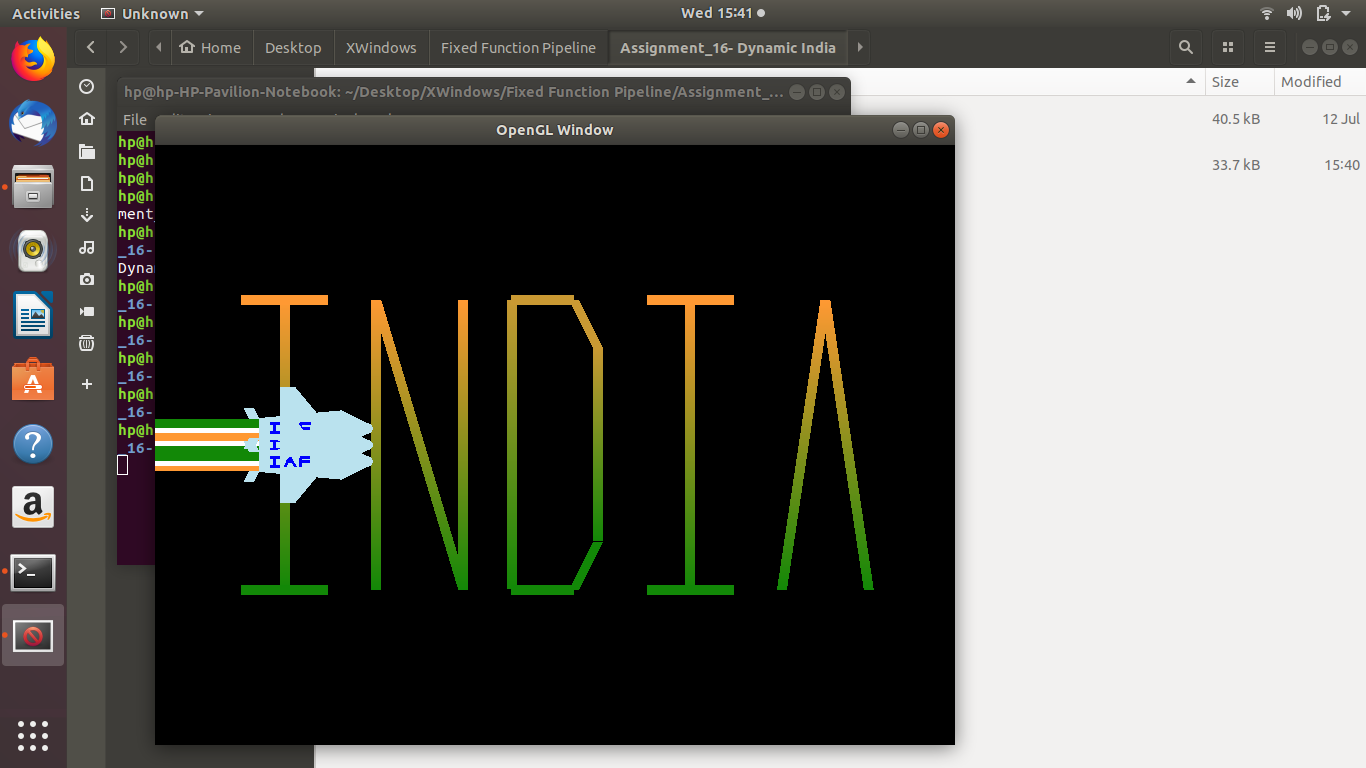 Activities Unknown Wed 15:41
Home Desktop XWindows Fixed Function Pipeline Assignment_16- Dynamic India
Size Modified
hp@hp-HP-Pavilion-Notebook: ~/Desktop/XWindows/Fixed Function Pipeline/Assignment_...
File
40.5 kB 12 Jul
OpenGL Window
33.7 kB 15:40
hp@h
hp@h
hp@h
hp@h
ment_
hp@h
_16-
Dyna
hp@h
_16-
hp@h
_16-
hp@h
_16-
hp@h
_16-
hp@h
_16-
INDIA
IAF